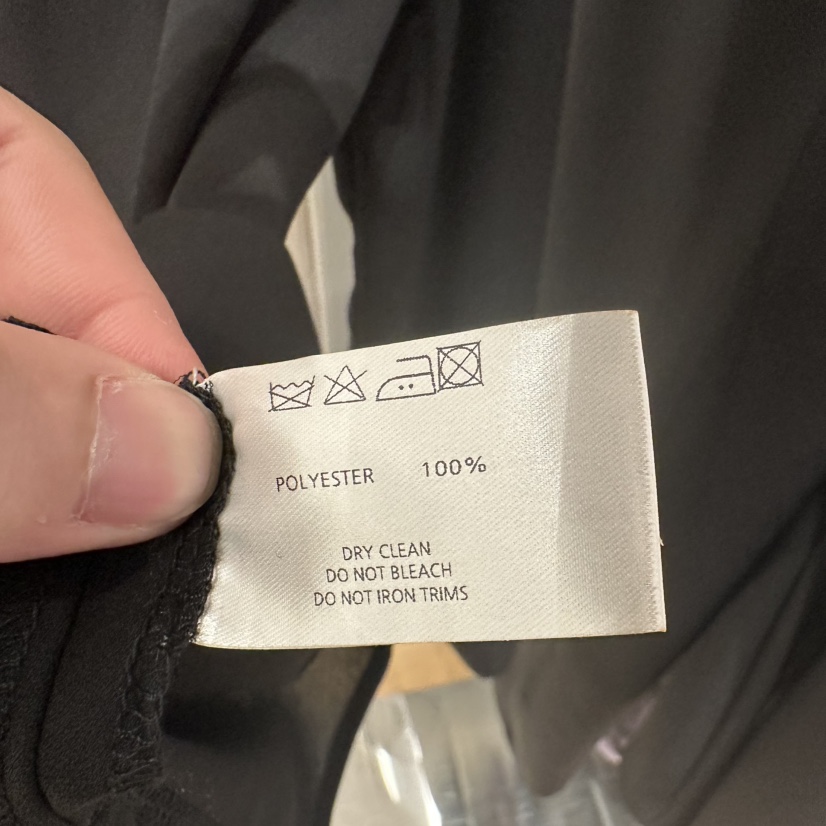 POLYESTER 100%
DRY CLEAN
DO NOT BLEACH
DO NOT IRON TRIMS